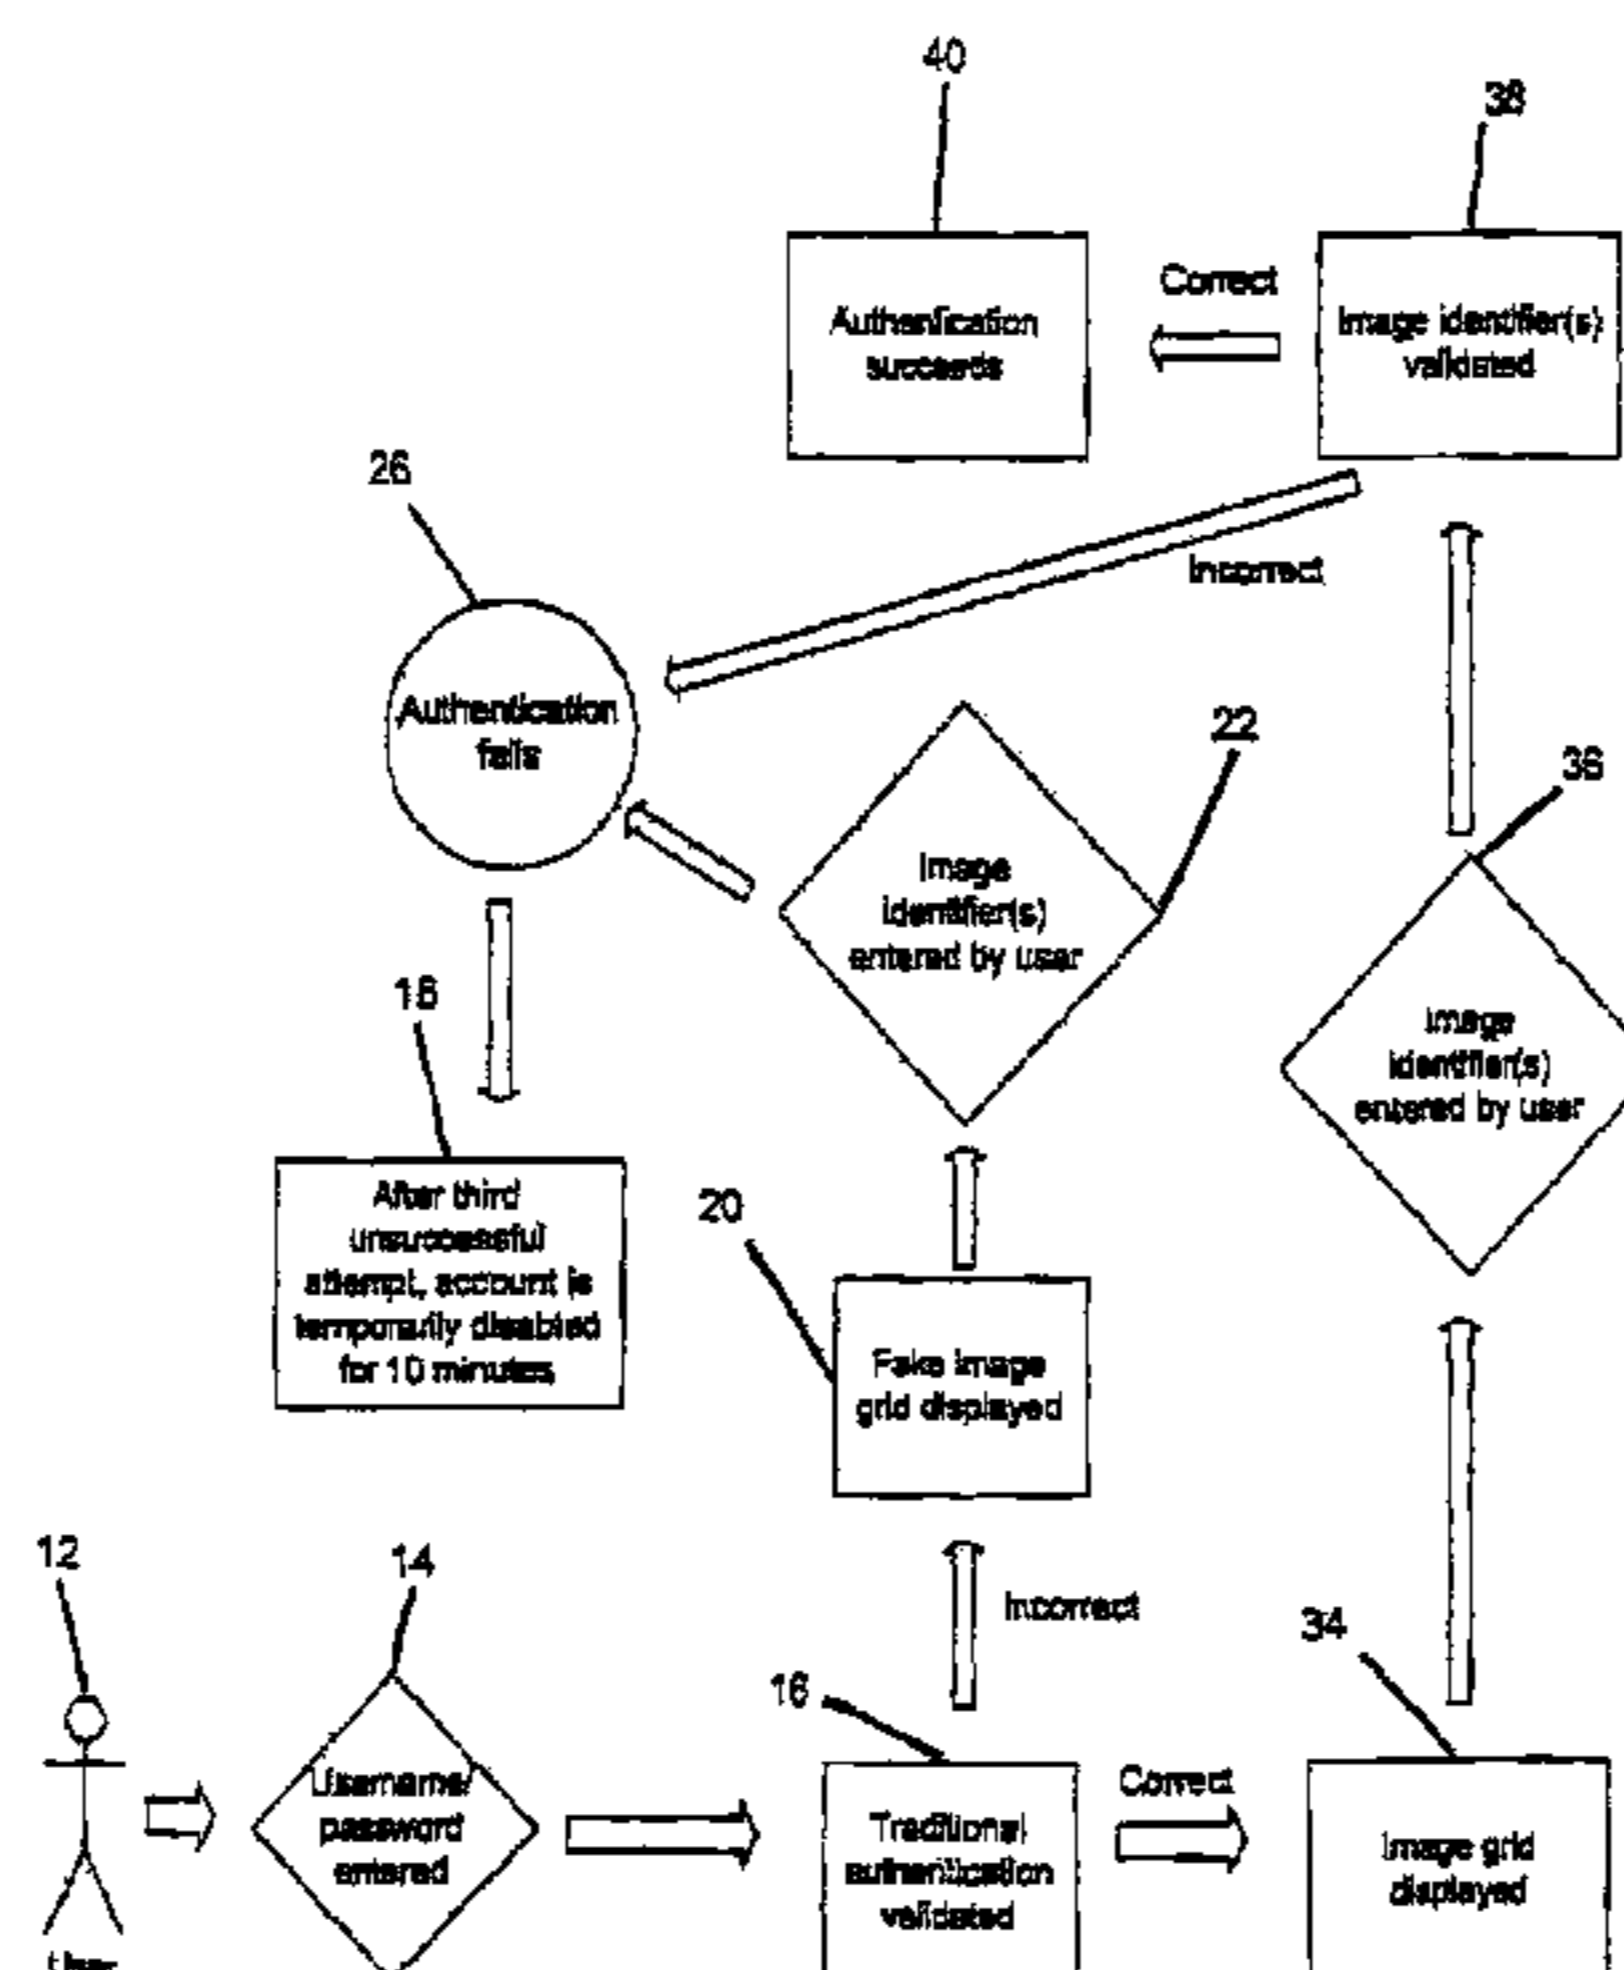 40
38
Authentication
succeeds
Correct
Image identifier(s)
validated
26
Incorrect
Authentication
fails
22
36
Image
identifier(s)
entered by user
Image
identifier(s)
entered by user
18
After third
unsuccessful
attempt, account is
temporarily disabled
for 10 minutes
20
Fake image
grid displayed
12
14
Incorrect
34
16
Username/
password
entered
Traditional
authentication
validated
Correct
Image grid
displayed
User